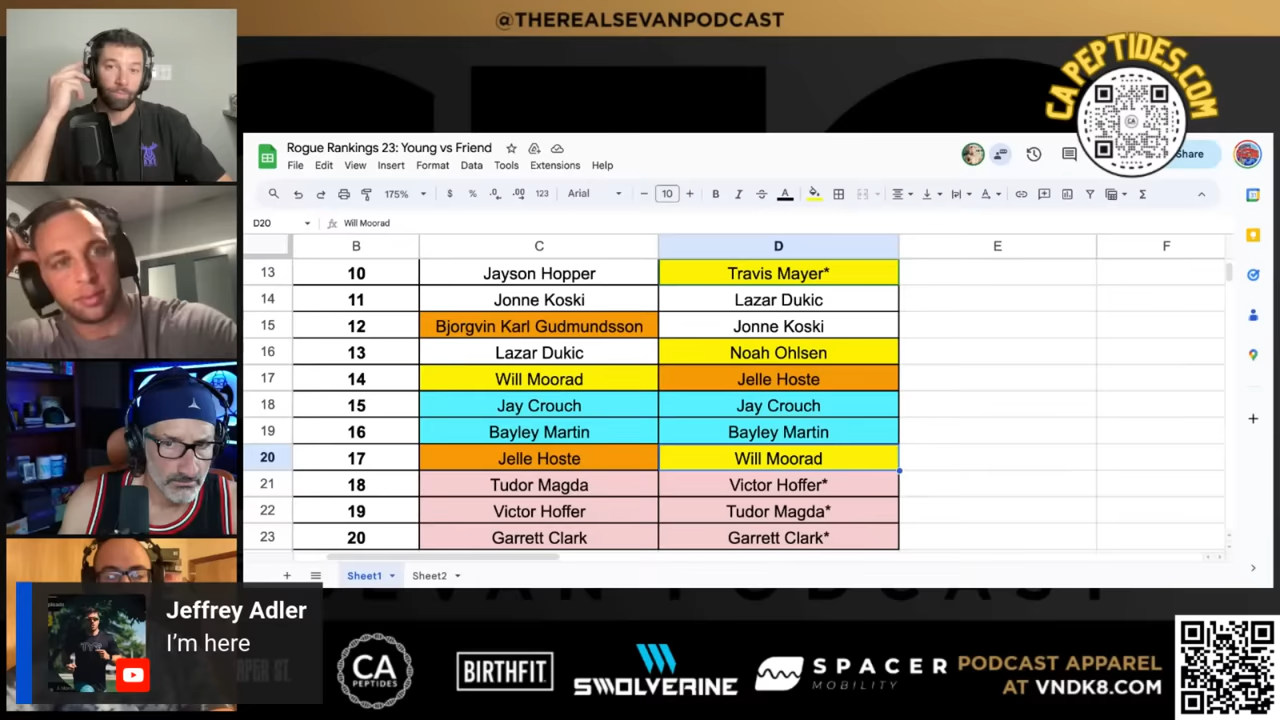 @THEREALSEVANPODCAST
CAPEPTIDES.COM
CA
Rogue Rankings 23: Young vs Friend
Share
File Edit View Insert Format Data Tools Extensions Help
175% $ % .0 .00 123 Arial 10 B I A
D20 fx Will Moorad
B C D E F
13 10 Jayson Hopper Travis Mayer*
14 11 Jonne Koski Lazar Dukic
15 12 Bjorgvin Karl Gudmundsson Jonne Koski
16 13 Lazar Dukic Noah Ohlsen
17 14 Will Moorad Jelle Hoste
18 15 Jay Crouch Jay Crouch
19 16 Bayley Martin Bayley Martin
20 17 Jelle Hoste Will Moorad
21 18 Tudor Magda Victor Hoffer*
22 19 Victor Hoffer Tudor Magda*
23 20 Garrett Clark Garrett Clark*
Sheet1 Sheet2
Jeffrey Adler
I’m here
CA
PEPTIDES
BIRTHFIT
SWOLVERINE
SPACER
MOBILITY
PODCAST APPAREL
AT VNDK8.COM